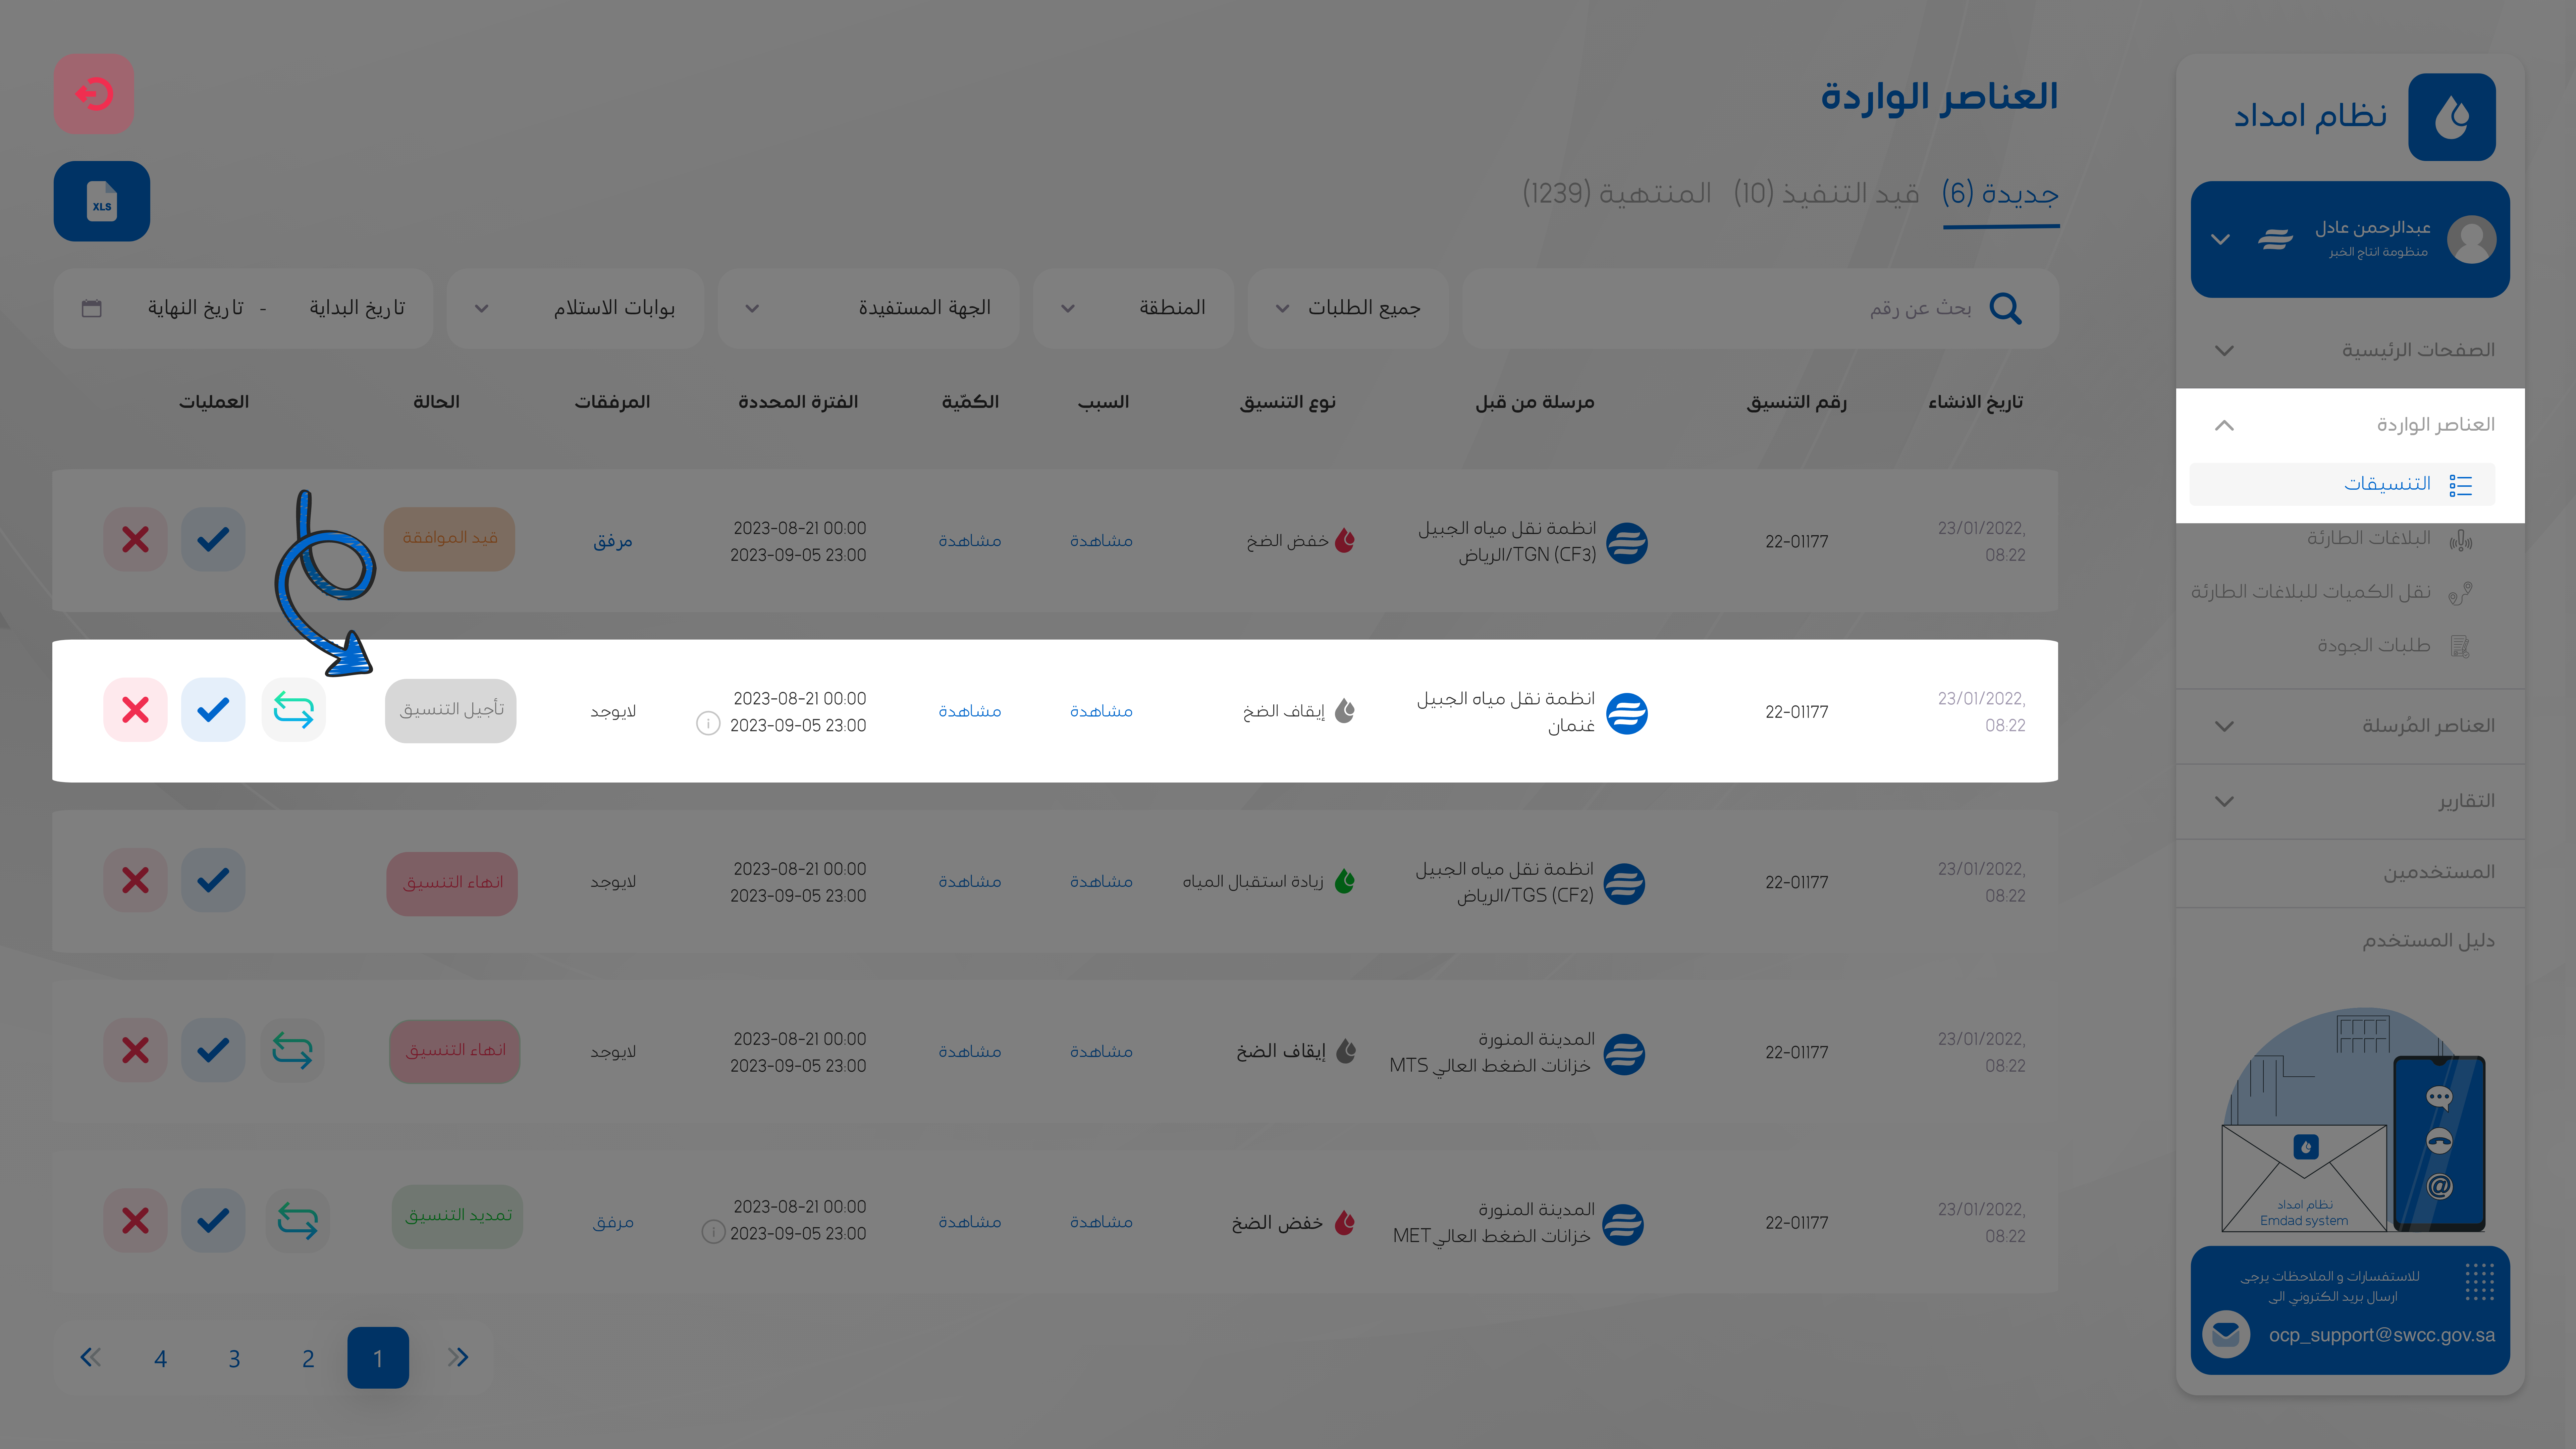 نظام امداد
عبدالرحمن عادل
منظومة انتاج الخبر
الصفحات الرئيسية
العناصر الواردة
التنسيقات
البلاغات الطارئة
نقل الكميات للبلاغات الطارئة
طلبات الجودة
العناصر المُرسلة
التقارير
المستخدمين
دليل المستخدم
نظام امداد
Emdad system
للاستفسارات و الملاحظات يرجى
ارسال بريد الكتروني الى
ocp_support@swcc.gov.sa
العناصر الواردة
جديدة (6) قيد التنفيذ (10) المنتهية (1239)
XLS
بحث عن رقم جميع الطلبات المنطقة الجهة المستفيدة بوابات الاستلام تاريخ البداية - تاريخ النهاية
تاريخ الانشاء رقم التنسيق مرسلة من قبل نوع التنسيق السبب الكمّية الفترة المحددة المرفقات الحالة العمليات
23/01/2022, انظمة نقل مياه الجبيل 2023-08-21 00:00
22-01177 خفض الضخ مشاهدة مشاهدة مرفق قيد الموافقة
08:22 TGN (CF3)/الرياض 2023-09-05 23:00
23/01/2022, انظمة نقل مياه الجبيل 2023-08-21 00:00
22-01177 إيقاف الضخ مشاهدة مشاهدة لايوجد تأجيل التنسيق
08:22 غنمان 2023-09-05 23:00
23/01/2022, انظمة نقل مياه الجبيل 2023-08-21 00:00
22-01177 زيادة استقبال المياه مشاهدة مشاهدة لايوجد انهاء التنسيق
08:22 TGS (CF2)/الرياض 2023-09-05 23:00
23/01/2022, المدينة المنورة 2023-08-21 00:00
22-01177 إيقاف الضخ مشاهدة مشاهدة لايوجد انهاء التنسيق
08:22 خزانات الضغط العالي MTS 2023-09-05 23:00
23/01/2022, المدينة المنورة 2023-08-21 00:00
22-01177 خفض الضخ مشاهدة مشاهدة مرفق تمديد التنسيق
08:22 خزانات الضغط العالي MET 2023-09-05 23:00
1 2 3 4